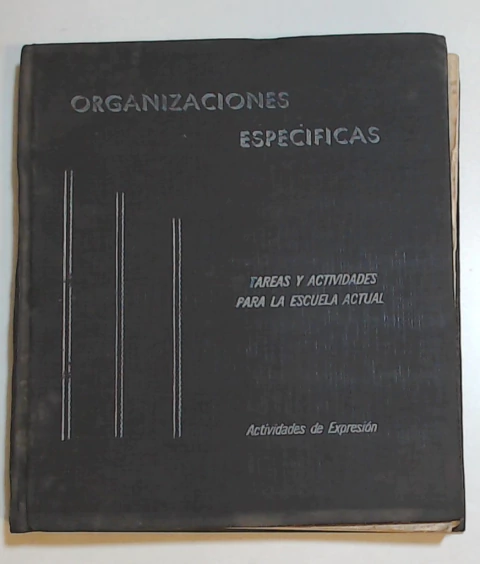 ORGANIZACIONES
ESPECIFICAS
TAREAS Y ACTIVIDADES
PARA LA ESCUELA ACTUAL
Actividades de Expresión